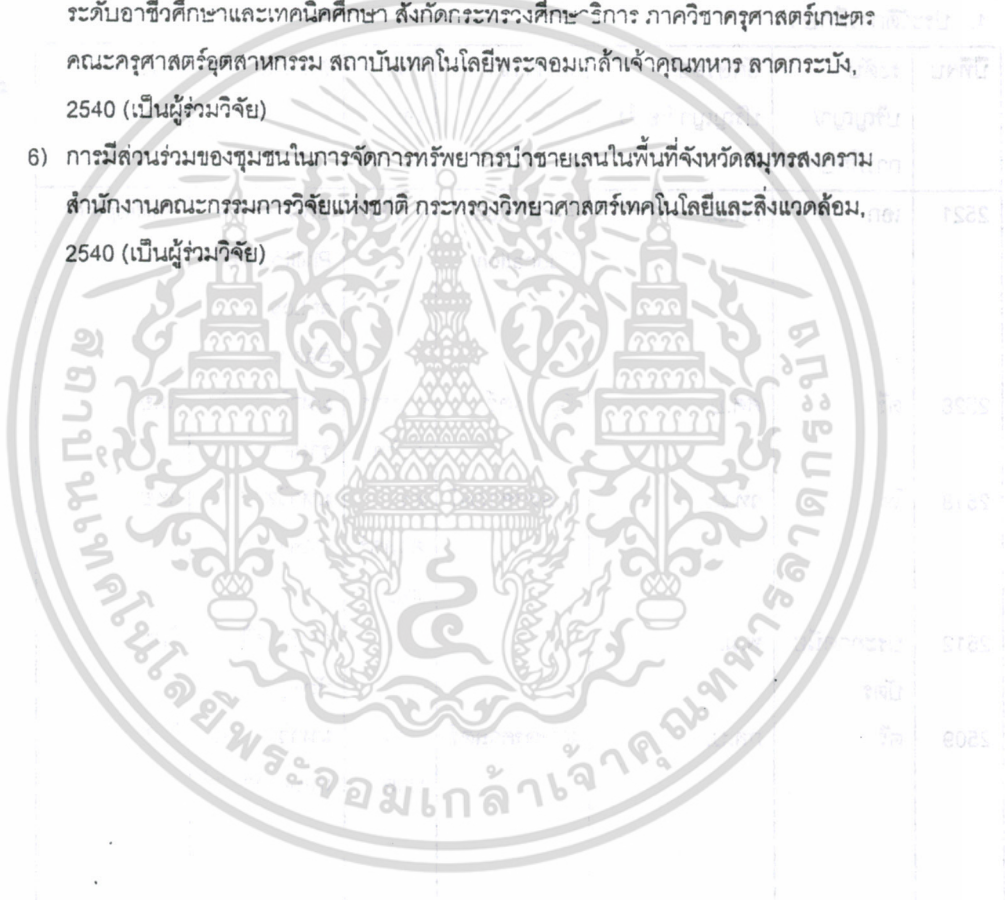 ระดับอาชีวศึกษาและเทคนิคศึกษา สังกัดกระทรวงศึกษาธิการ ภาควิชาครุศาสตร์เกษตร
คณะครุศาสตร์อุตสาหกรรม สถาบันเทคโนโลยีพระจอมเกล้าเจ้าคุณทหาร ลาดกระบัง,
2540 (เป็นผู้ร่วมวิจัย)
6) การมีส่วนร่วมของชุมชนในการจัดการทรัพยากรป่าชายเลนในพื้นที่จังหวัดสมุทรสงคราม
สำนักงานคณะกรรมการวิจัยแห่งชาติ กระทรวงวิทยาศาสตร์เทคโนโลยีและสิ่งแวดล้อม,
2540 (เป็นผู้ร่วมวิจัย)
สถาบันเทคโนโลยีพระจอมเกล้าเจ้าคุณทหารลาดกระบัง
๕